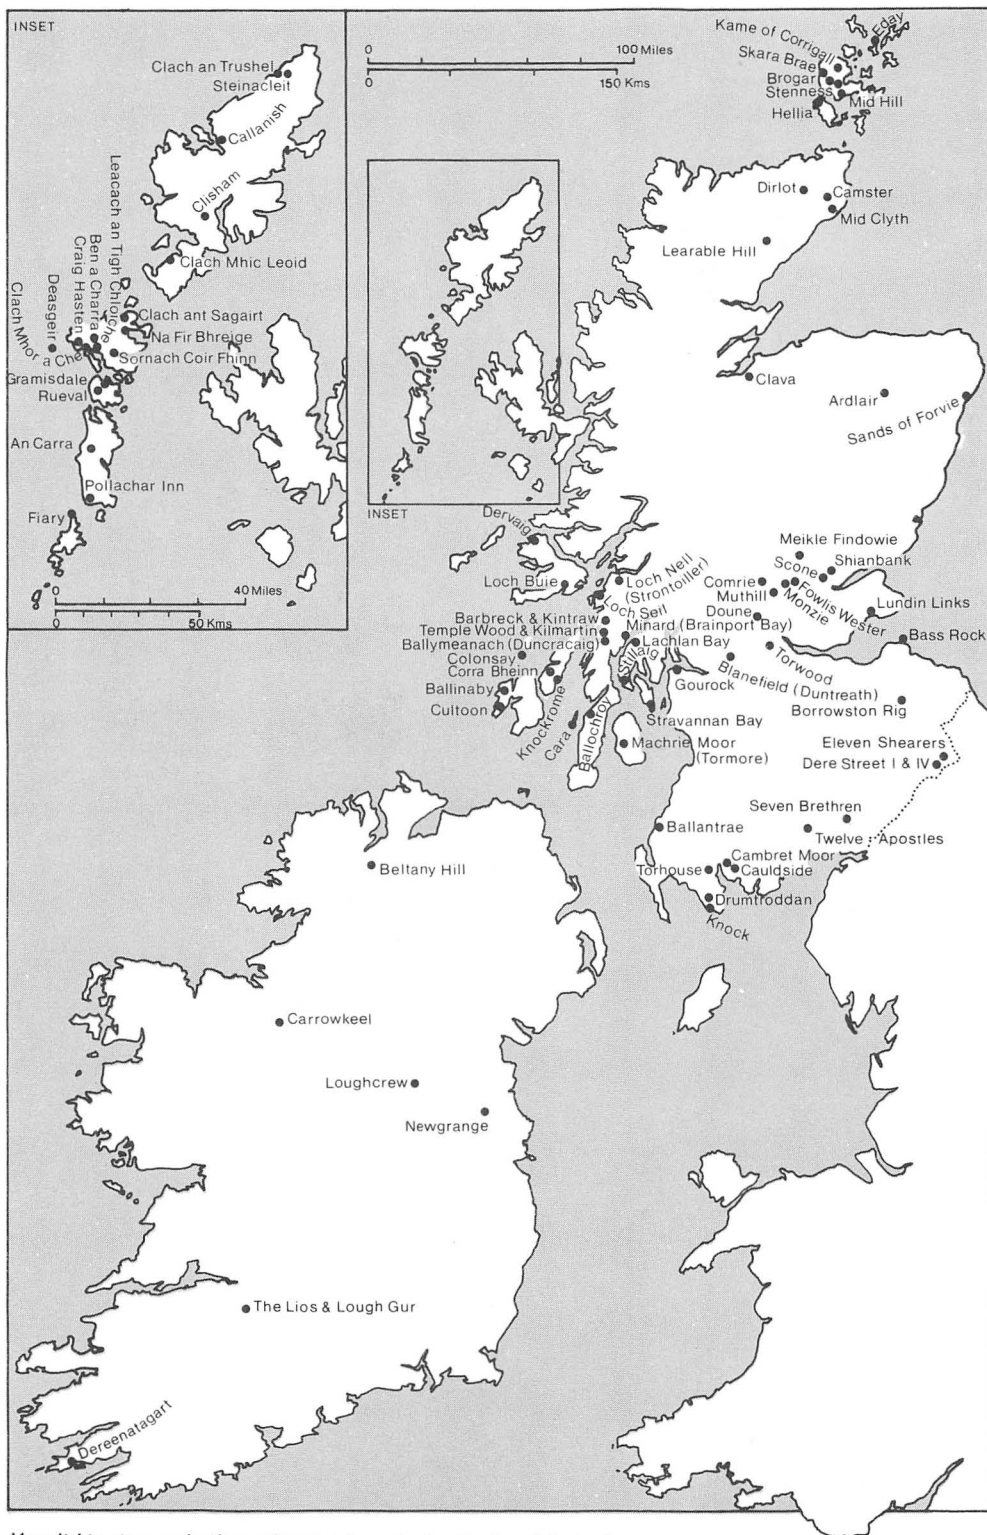 INSET
Clach an Trushel
Steinacleit
Callanish
Clisham
Clach Mhic Leoid
Leacach an Tigh Chloiche
Ben a Charra
Craig Hasten
Deasgeir
Clach Mhor a Che
Clach ant Sagairt
Na Fir Bhreige
Sornach Coir Fhinn
Gramisdale
Rueval
An Carra
Pollachar Inn
Fiary
0 40 Miles
0 50 Kms
0 100 Miles
0 150 Kms
INSET
Eday
Kame of Corrigall
Skara Brae
Brogar
Stenness
Mid Hill
Hellia
Dirlot
Camster
Mid Clyth
Learable Hill
Clava
Ardlair
Sands of Forvie
Dervaig
Loch Buie
Loch Nell
(Strontoiller)
Loch Seil
Barbreck & Kintraw
Temple Wood & Kilmartin
Ballymeanach (Duncracaig)
Colonsay
Corra Bheinn
Ballinaby
Cultoon
Knockrome
Cara
Ballochroy
Minard (Brainport Bay)
Lachlan Bay
Stillaig
Gourock
Stravannan Bay
Machrie Moor
(Tormore)
Meikle Findowie
Shianbank
Scone
Comrie
Fowlis Wester
Muthill
Monzie
Doune
Lundin Links
Bass Rock
Torwood
Blanefield (Duntreath)
Borrowston Rig
Eleven Shearers
Dere Street I & IV
Seven Brethren
Twelve Apostles
Ballantrae
Cambret Moor
Torhouse
Cauldside
Drumtroddan
Knock
Beltany Hill
Carrowkeel
Loughcrew
Newgrange
The Lios & Lough Gur
Dereenatagart